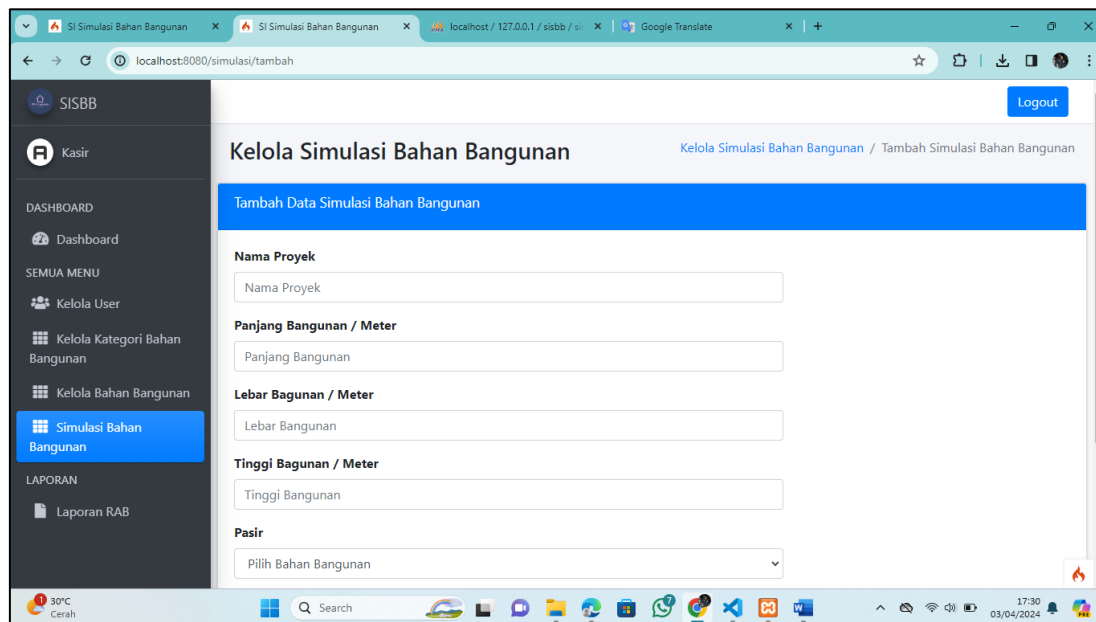 SI Simulasi Bahan Bangunan
SI Simulasi Bahan Bangunan
localhost / 127.0.0.1 / sisbb /
Google Translate
localhost:8080/simulasi/tambah
SISBB
Logout
Kasir
Kelola Simulasi Bahan Bangunan
Kelola Simulasi Bahan Bangunan / Tambah Simulasi Bahan Bangunan
DASHBOARD
Dashboard
SEMUA MENU
Kelola User
Kelola Kategori Bahan
Bangunan
Kelola Bahan Bangunan
Simulasi Bahan
Bangunan
LAPORAN
Laporan RAB
Tambah Data Simulasi Bahan Bangunan
Nama Proyek
Nama Proyek
Panjang Bangunan / Meter
Panjang Bangunan
Lebar Bagunan / Meter
Lebar Bangunan
Tinggi Bagunan / Meter
Tinggi Bangunan
Pasir
Pilih Bahan Bangunan
1
30°C
Cerah
Search
7
17:30
03/04/2024
PRE